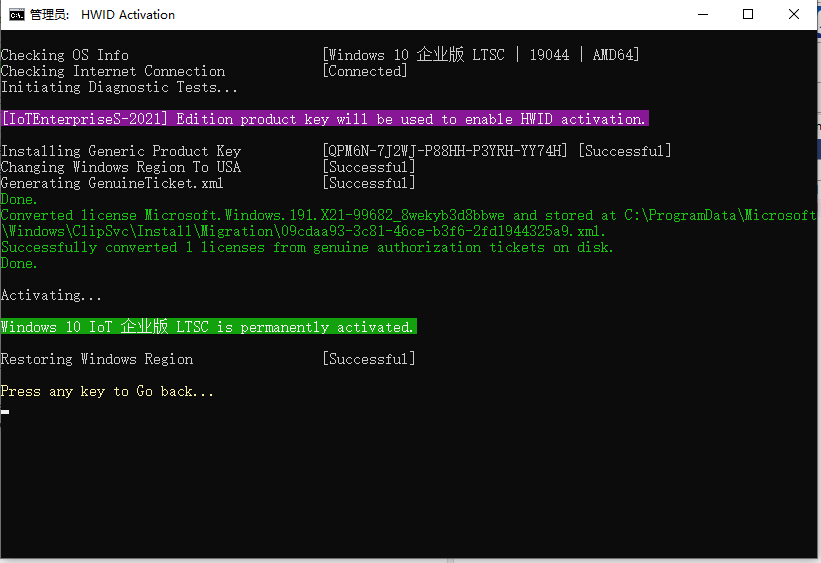 管理员: HWID Activation
Checking OS Info [Windows 10 企业版 LTSC | 19044 | AMD64]
Checking Internet Connection [Connected]
Initiating Diagnostic Tests...
[IoTEnterpriseS-2021] Edition product key will be used to enable HWID activation.
Installing Generic Product Key [QPM6N-7J2WJ-P88HH-P3YRH-YY74H] [Successful]
Changing Windows Region To USA [Successful]
Generating GenuineTicket.xml [Successful]
Done.
Converted license Microsoft.Windows.191.X21-99682_8wekyb3d8bbwe and stored at C:\ProgramData\Microsoft
\Windows\ClipSvc\Install\Migration\09cdaa93-3c81-46ce-b3f6-2fd1944325a9.xml.
Successfully converted 1 licenses from genuine authorization tickets on disk.
Done.
Activating...
Windows 10 IoT 企业版 LTSC is permanently activated.
Restoring Windows Region [Successful]
Press any key to Go back...